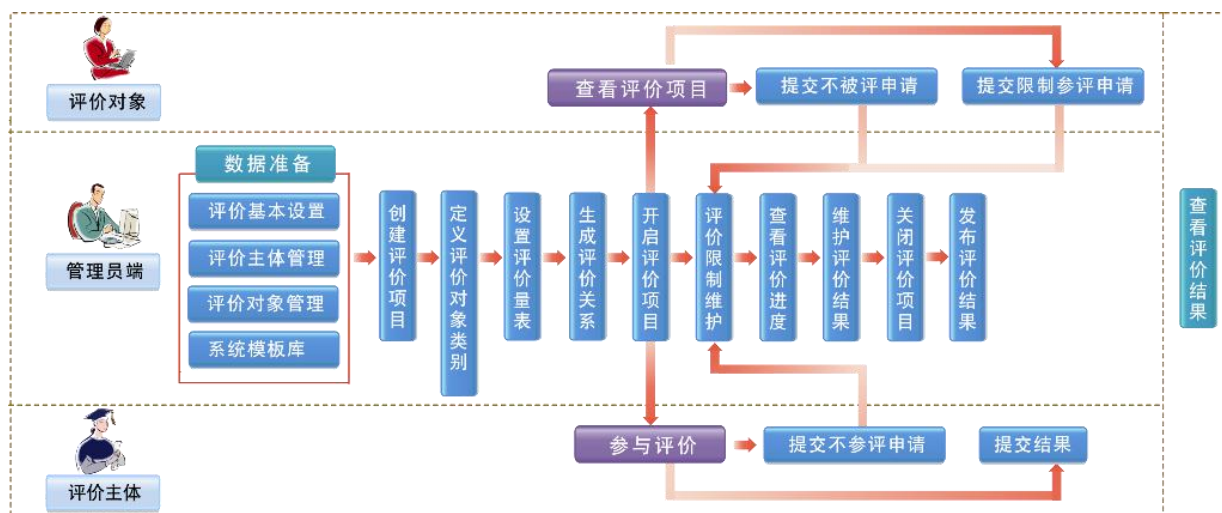 评价对象
查看评价项目
提交不被评申请
提交限制参评申请
管理员端
数据准备
评价基本设置
评价主体管理
评价对象管理
系统模板库
创建评价项目
定义评价对象类别
设置评价量表
生成评价关系
开启评价项目
评价限制维护
查看评价进度
维护评价结果
关闭评价项目
发布评价结果
评价主体
参与评价
提交不参评申请
提交结果
查看评价结果